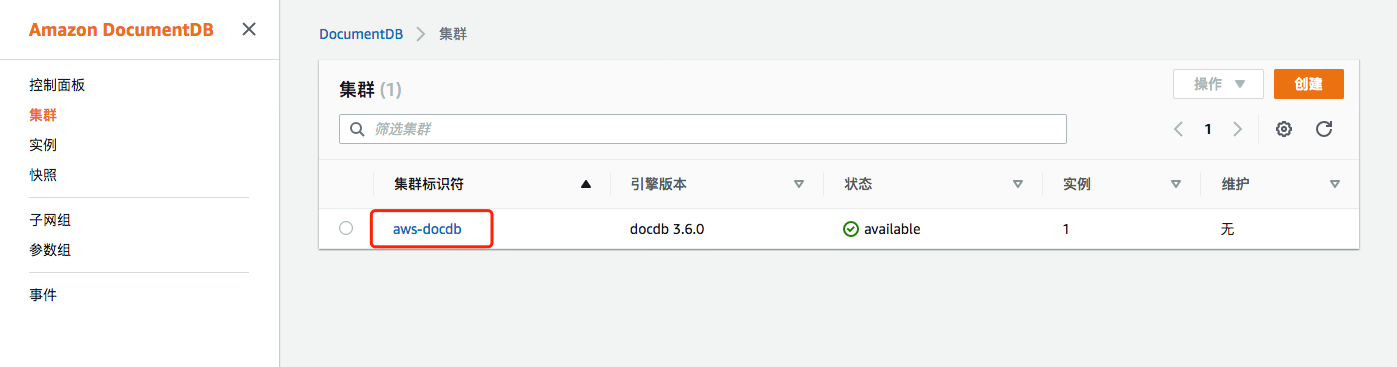 Amazon DocumentDB
控制面板
集群
实例
快照
子网组
参数组
事件
DocumentDB 集群
集群 (1)
操作 创建
筛选集群
1
集群标识符 引擎版本 状态 实例 维护
aws-docdb docdb 3.6.0 available 1 无